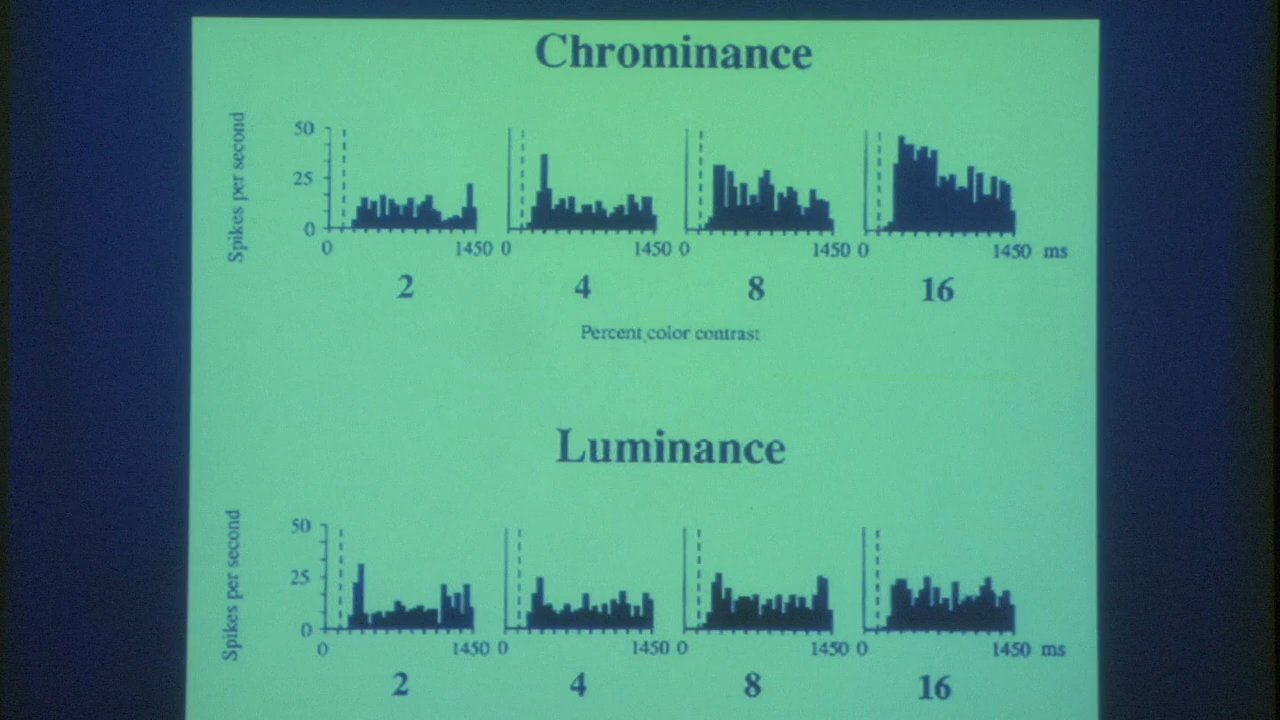 Chrominance
Spikes per second
50
25
0
0 1450 0 1450 0 1450 0 1450 ms
2 4 8 16
Percent color contrast
Luminance
Spikes per second
50
25
0
0 1450 0 1450 0 1450 0 1450 ms
2 4 8 16